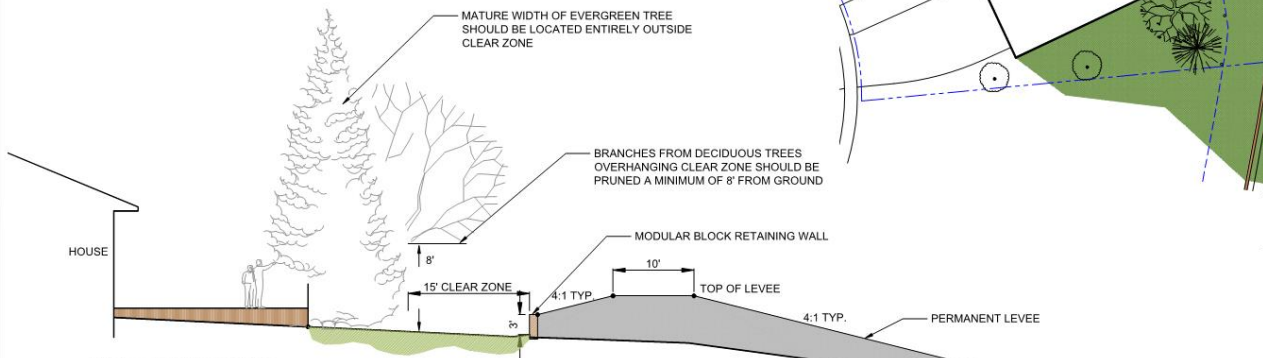 MATURE WIDTH OF EVERGREEN TREE
SHOULD BE LOCATED ENTIRELY OUTSIDE
CLEAR ZONE
BRANCHES FROM DECIDUOUS TREES
OVERHANGING CLEAR ZONE SHOULD BE
PRUNED A MINIMUM OF 8' FROM GROUND
MODULAR BLOCK RETAINING WALL
HOUSE
8'
10'
15' CLEAR ZONE
4:1 TYP.
TOP OF LEVEE
3'
4:1 TYP.
PERMANENT LEVEE